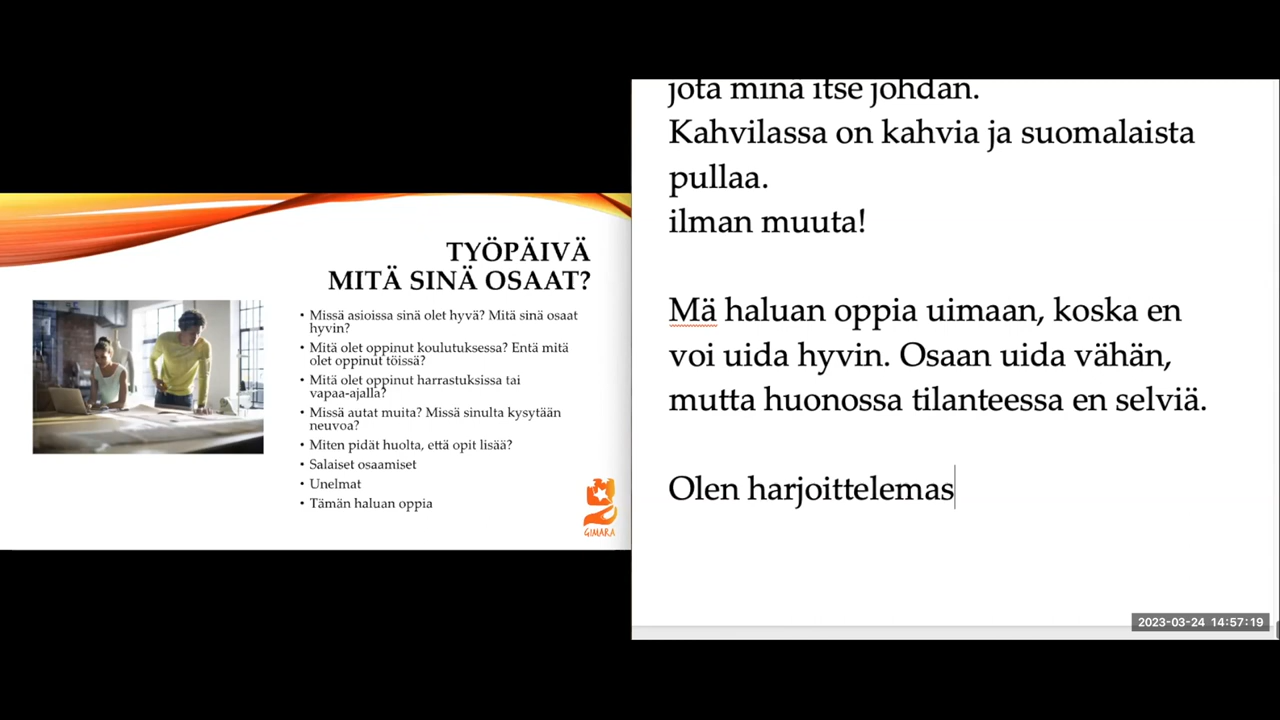 TYÖPÄIVÄ
MITÄ SINÄ OSAAT?
• Missä asioissa sinä olet hyvä? Mitä sinä osaat
hyvin?
• Mitä olet oppinut koulutuksessa? Entä mitä
olet oppinut töissä?
• Mitä olet oppinut harrastuksissa tai
vapaa-ajalla?
• Missä autat muita? Missä sinulta kysytään
neuvoa?
• Miten pidät huolta, että opit lisää?
• Salaiset osaamiset
• Unelmat
• Tämän haluan oppia
GIMARA
jota minä itse johdan.
Kahvilassa on kahvia ja suomalaista
pullaa.
ilman muuta!
Mä haluan oppia uimaan, koska en
voi uida hyvin. Osaan uida vähän,
mutta huonossa tilanteessa en selviä.
Olen harjoittelemas
2023-03-24 14:57:19